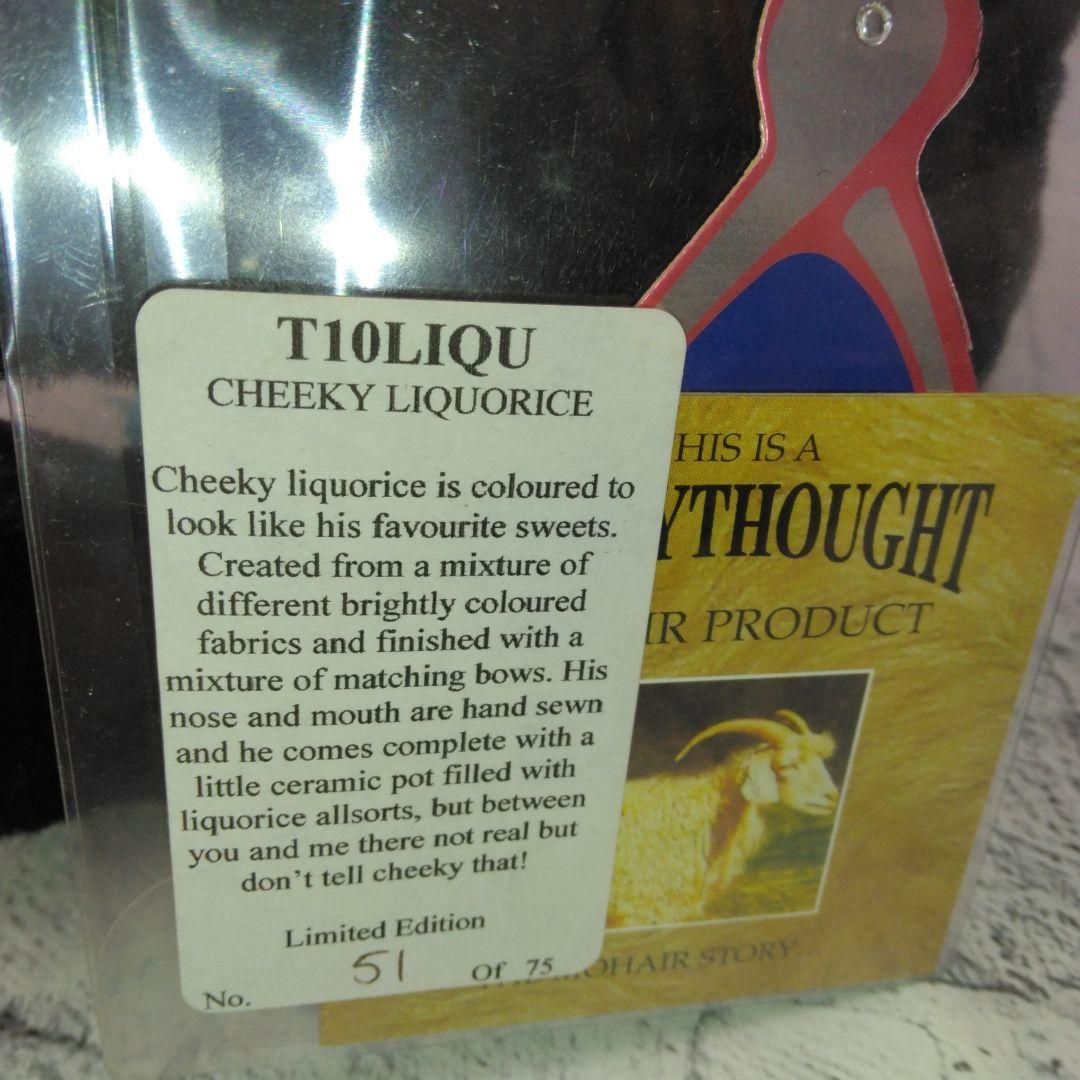 T10LIQU
CHEEKY LIQUORICE
Cheeky liquorice is coloured to
look like his favourite sweets.
Created from a mixture of
different brightly coloured
fabrics and finished with a
mixture of matching bows. His
nose and mouth are hand sewn
and he comes complete with a
little ceramic pot filled with
liquorice allsorts, but between
you and me there not real but
don't tell cheeky that!
Limited Edition
No. 51 Of 75
HIS IS A
YTHOUGHT
IR PRODUCT
OHAIR STORY...